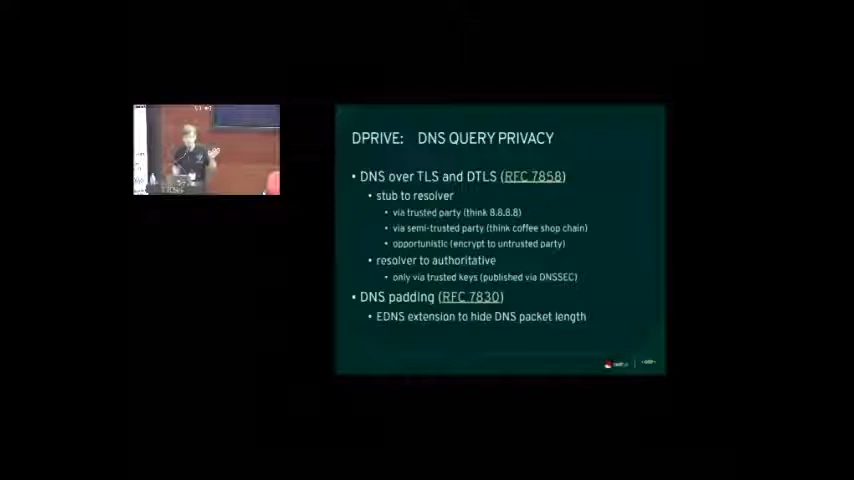 DPRIVE: DNS QUERY PRIVACY
• DNS over TLS and DTLS (RFC 7858)
• stub to resolver
• via trusted party (think 8.8.8.8)
• via semi-trusted party (think coffee shop chain)
• opportunistic (encrypt to untrusted party)
• resolver to authoritative
• only via trusted keys (published via DNSSEC)
• DNS padding (RFC 7830)
• EDNS extension to hide DNS packet length